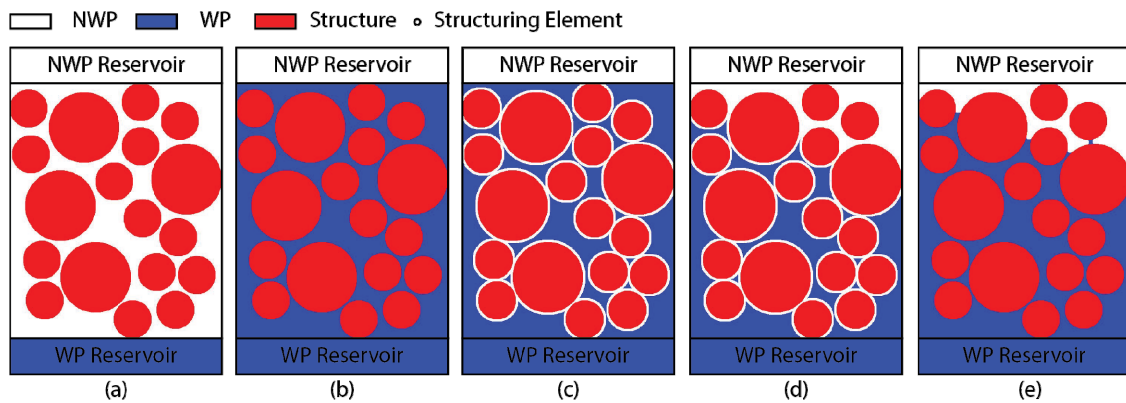 NWP WP Structure Structuring Element
NWP Reservoir NWP Reservoir NWP Reservoir NWP Reservoir NWP Reservoir
WP Reservoir WP Reservoir WP Reservoir WP Reservoir WP Reservoir
(a) (b) (c) (d) (e)